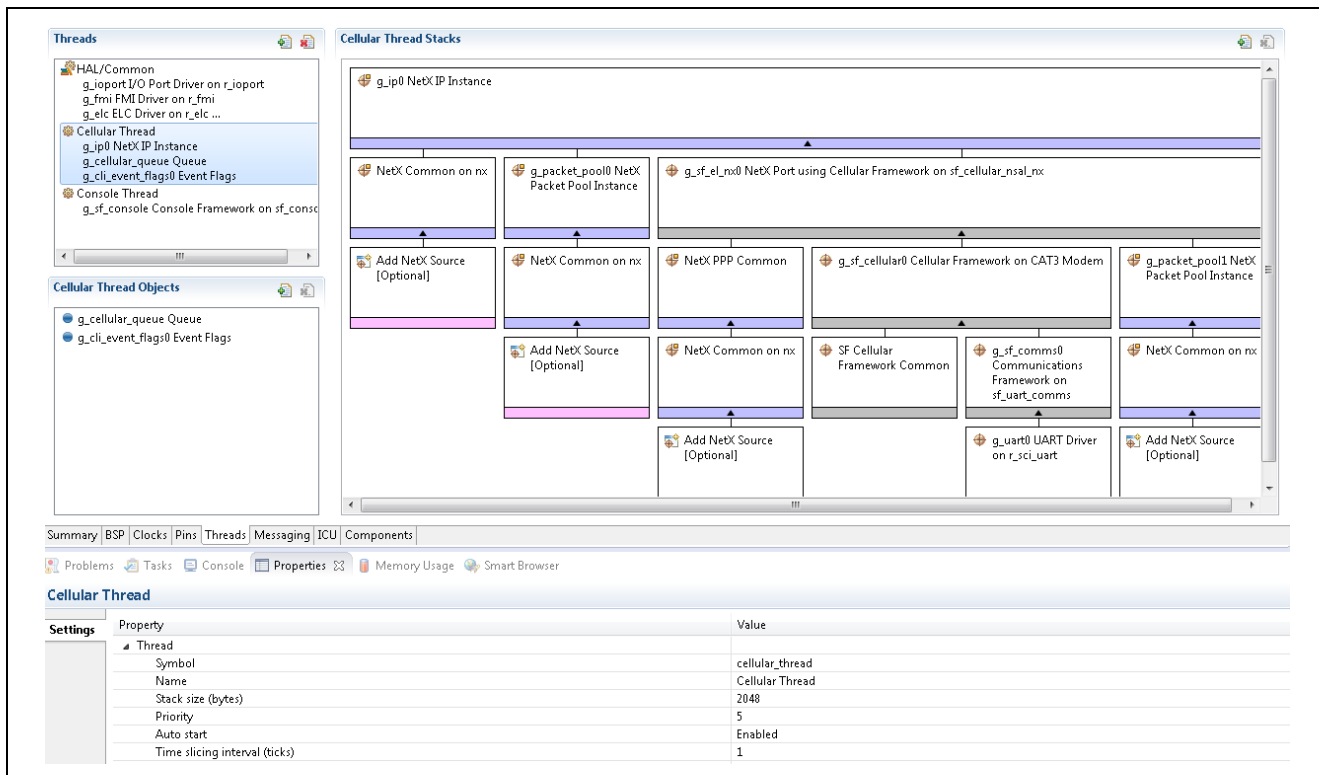 Threads
HAL/Common
g_ioport I/O Port Driver on r_ioport
g_fmi FMI Driver on r_fmi
g_elc ELC Driver on r_elc ...
Cellular Thread
g_ip0 NetX IP Instance
g_cellular_queue Queue
g_cli_event_flags0 Event Flags
Console Thread
g_sf_console Console Framework on sf_consc
Cellular Thread Objects
g_cellular_queue Queue
g_cli_event_flags0 Event Flags
Cellular Thread Stacks
g_ip0 NetX IP Instance
NetX Common on nx
g_packet_pool0 NetX
Packet Pool Instance
g_sf_el_nx0 NetX Port using Cellular Framework on sf_cellular_nsal_nx
Add NetX Source
[Optional]
NetX Common on nx
NetX PPP Common
g_sf_cellular0 Cellular Framework on CAT3 Modem
g_packet_pool1 NetX
Packet Pool Instance
Add NetX Source
[Optional]
NetX Common on nx
SF Cellular
Framework Common
g_sf_comms0
Communications
Framework on
sf_uart_comms
NetX Common on nx
Add NetX Source
[Optional]
g_uart0 UART Driver
on r_sci_uart
Add NetX Source
[Optional]
Summary BSP Clocks Pins Threads Messaging ICU Components
Problems Tasks Console Properties Memory Usage Smart Browser
Cellular Thread
Settings
Property Value
Thread
Symbol cellular_thread
Name Cellular Thread
Stack size (bytes) 2048
Priority 5
Auto start Enabled
Time slicing interval (ticks) 1